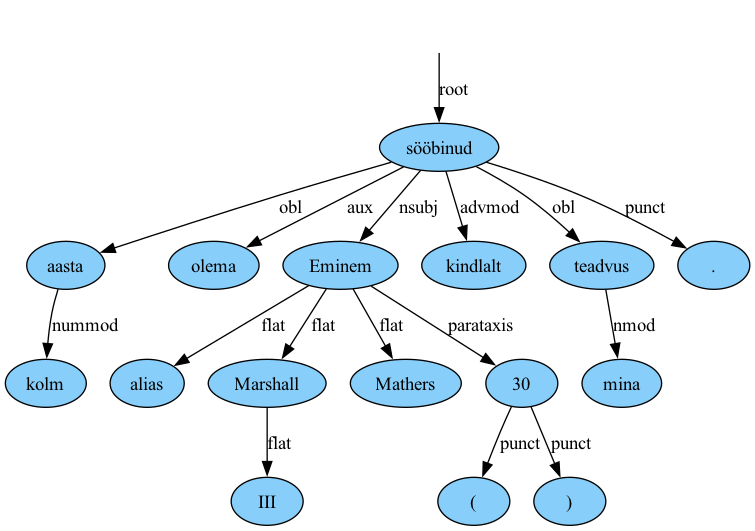 root
sööbinud
obl aux nsubj advmod obl punct
aasta olema Eminem kindlalt teadvus .
nummod flat flat flat parataxis nmod
kolm alias Marshall Mathers 30 mina
flat punct punct
III ( )